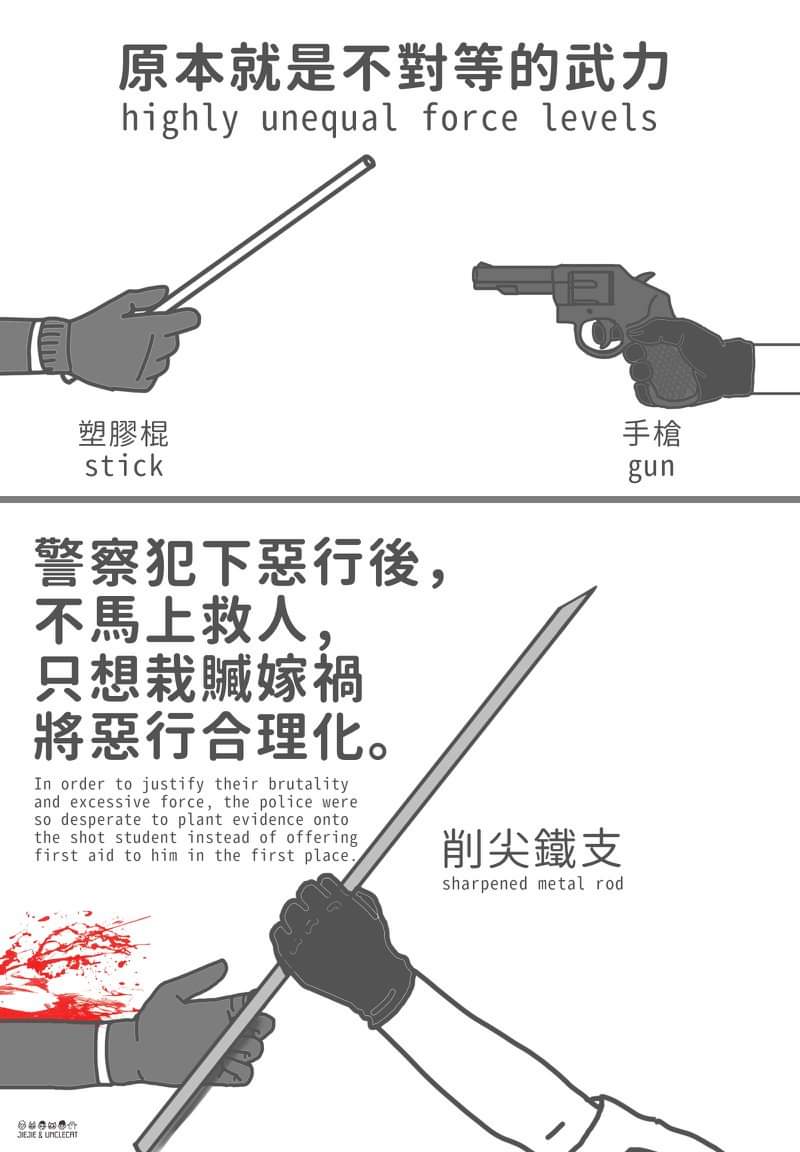 原本就是不對等的武力
highly unequal force levels
塑膠棍
stick
手槍
gun
警察犯下惡行後，
不馬上救人，
只想栽贓嫁禍
將惡行合理化。
In order to justify their brutality
and excessive force, the police were
so desperate to plant evidence onto
the shot student instead of offering
first aid to him in the first place.
削尖鐵支
sharpened metal rod
JIEJIE & UNCLECAT